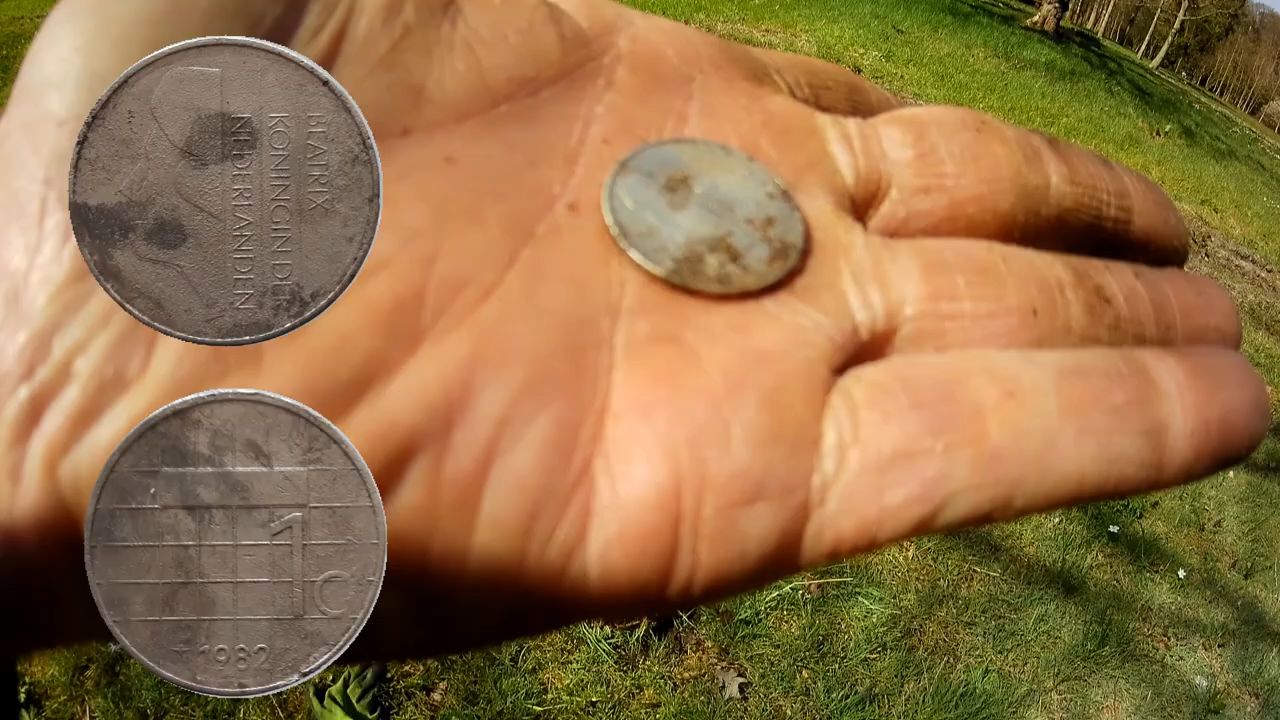 BEATRIX
KONINGIN DER
NEDERLANDEN
1
G
1982